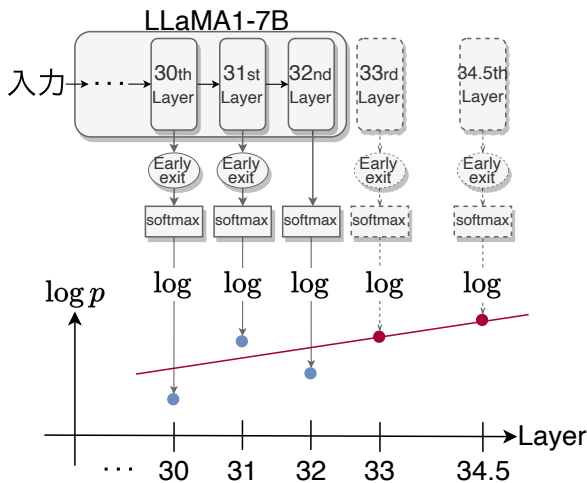 LLaMA1-7B
入力
···
30th
Layer
31st
Layer
32nd
Layer
33rd
Layer
34.5th
Layer
Early
exit
Early
exit
Early
exit
Early
exit
softmax
softmax
softmax
softmax
softmax
log
log
log
log
log
log p
Layer
··· 30 31 32 33 34.5